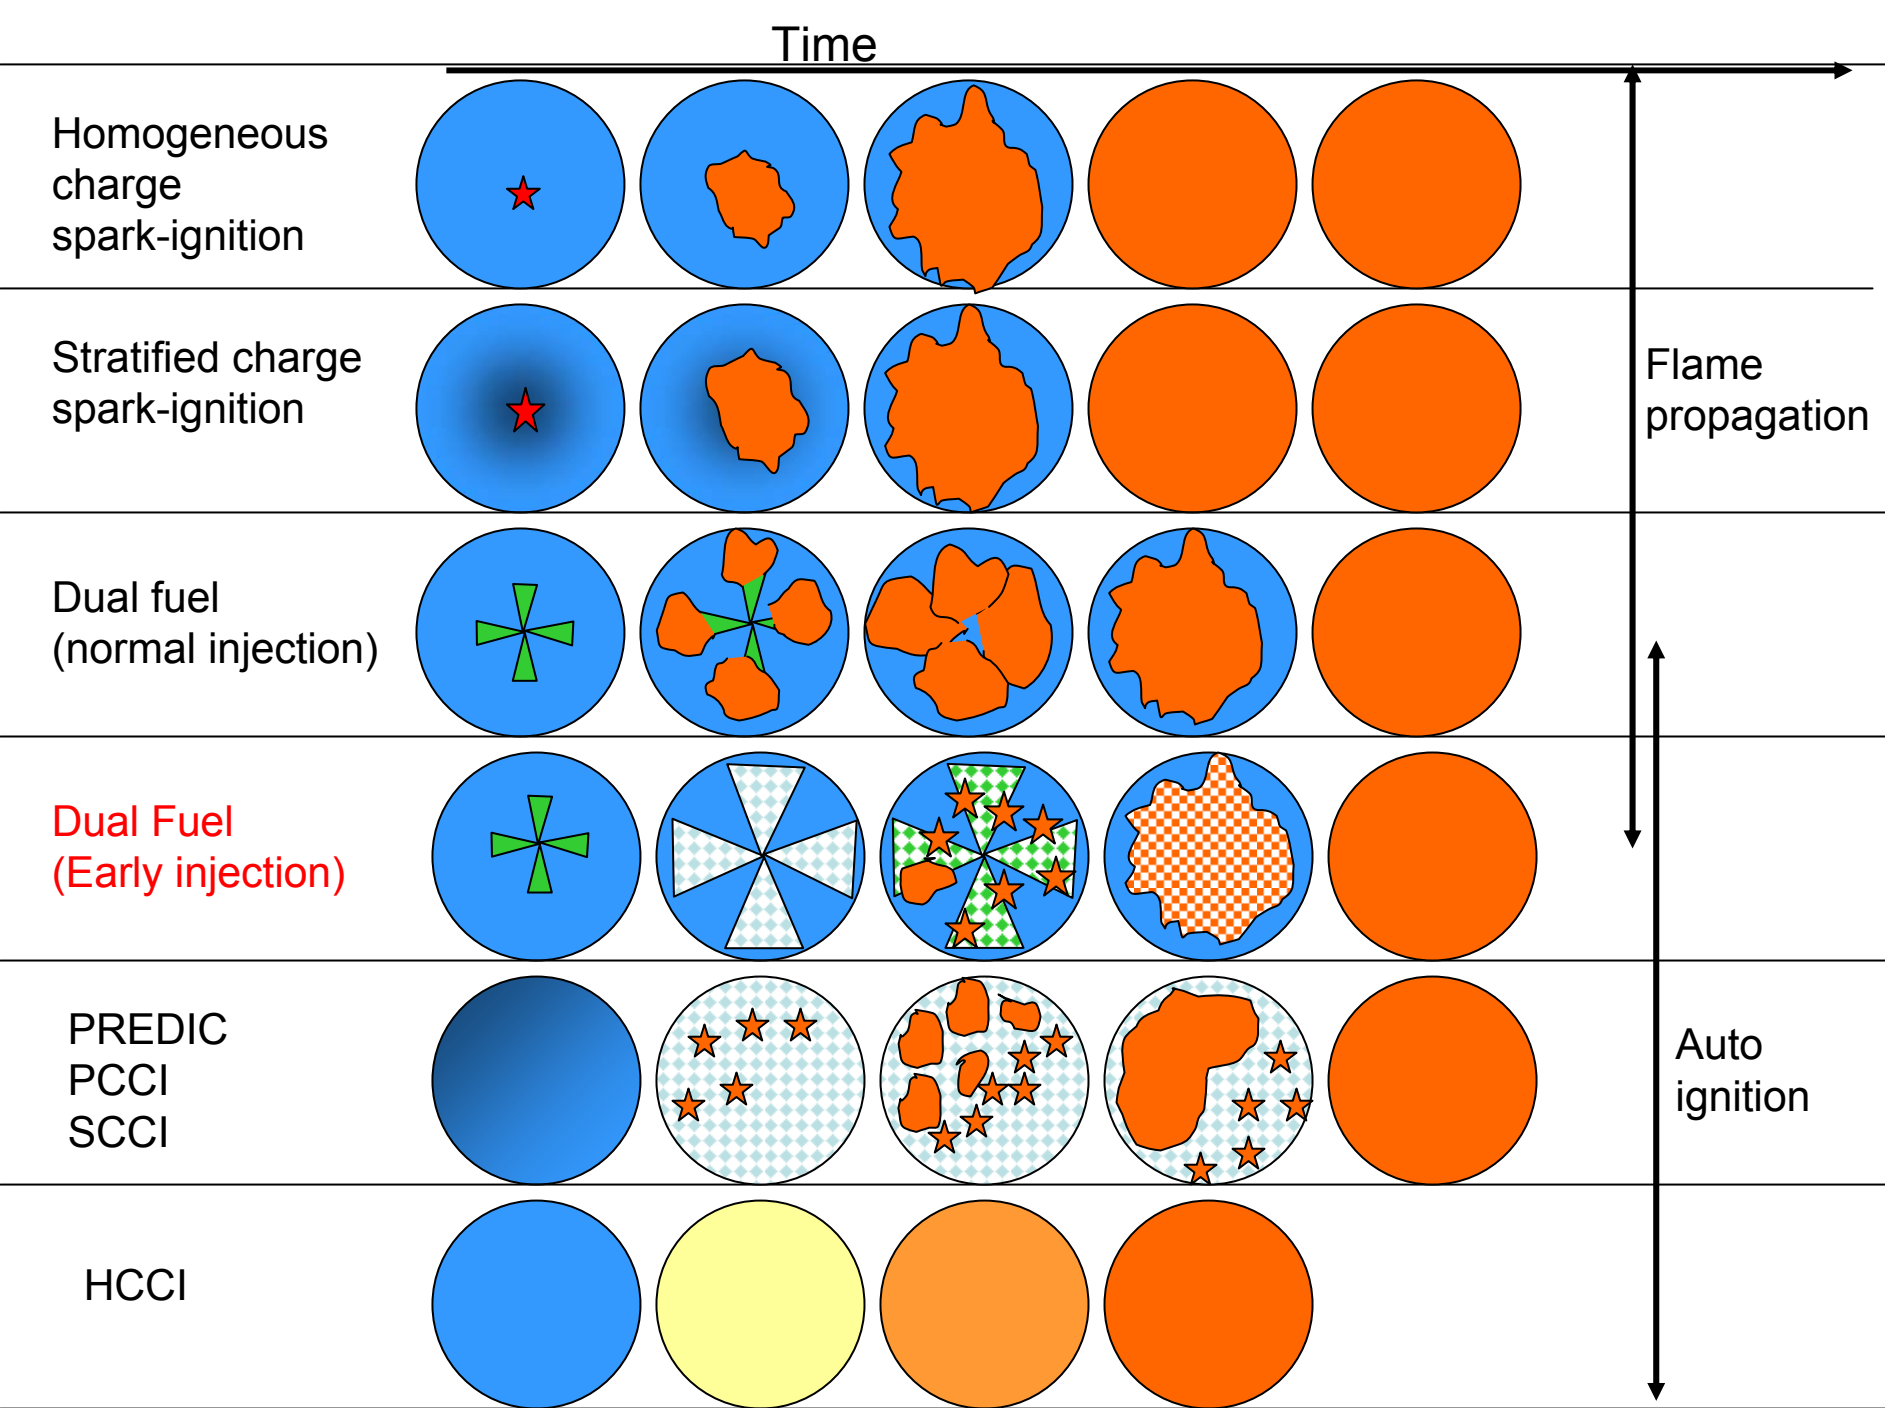 Time
Homogeneous
charge
spark-ignition
Stratified charge
spark-ignition
Flame
propagation
Dual fuel
(normal injection)
Dual Fuel
(Early injection)
PREDIC
PCCI
SCCI
Auto
ignition
HCCI